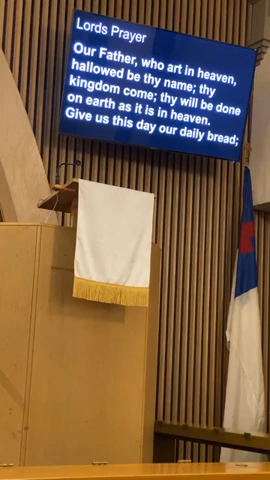 Lords Prayer
Our Father, who art in heaven,
hallowed be thy name; thy
kingdom come; thy will be done
on earth as it is in heaven.
Give us this day our daily bread;